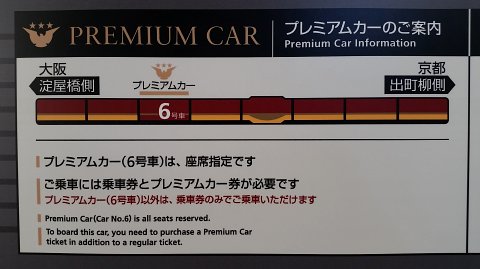 PREMIUM CAR
プレミアムカーのご案内
Premium Car Information
大阪
淀屋橋側
プレミアムカー
京都
出町柳側
6号車
プレミアムカー(6号車)は、座席指定です
ご乗車には乗車券とプレミアムカー券が必要です
プレミアムカー(6号車)以外は、乗車券のみでご乗車いただけます
Premium Car(Car No.6) is all seats reserved.
To board this car, you need to purchase a Premium Car
ticket in addition to a regular ticket.